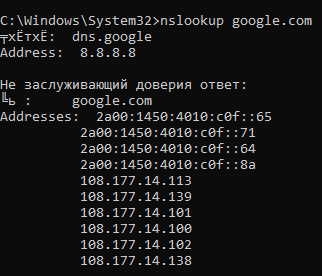 C:\Windows\System32>nslookup google.com
╤хЁтхЁ:  dns.google
Address:  8.8.8.8

Не заслуживающий доверия ответ:
╚ь :     google.com
Addresses:  2a00:1450:4010:c0f::65
          2a00:1450:4010:c0f::71
          2a00:1450:4010:c0f::64
          2a00:1450:4010:c0f::8a
          108.177.14.113
          108.177.14.139
          108.177.14.101
          108.177.14.100
          108.177.14.102
          108.177.14.138